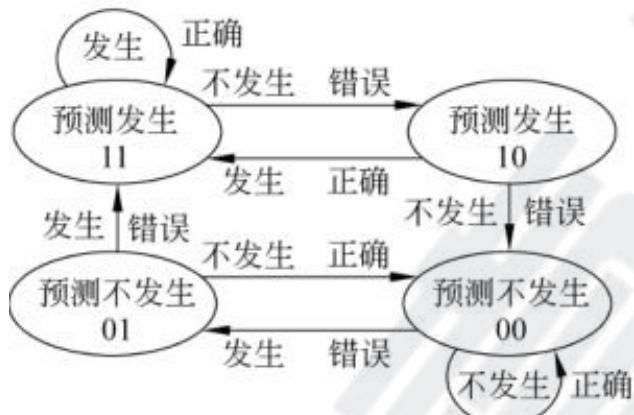 发生 正确
不发生 错误
预测发生
11
预测发生
10
发生 正确
发生 错误
不发生 错误
不发生 正确
预测不发生
01
预测不发生
00
发生 错误
不发生 正确